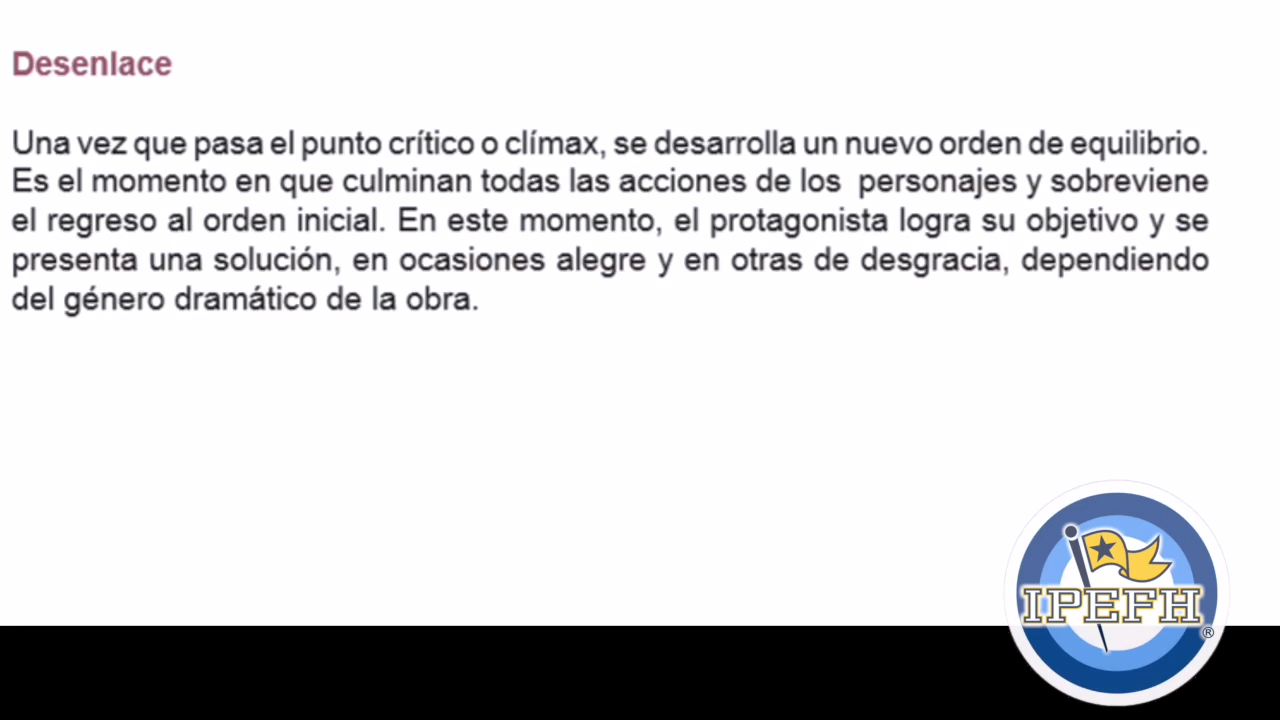 Desenlace
Una vez que pasa el punto crítico o clímax, se desarrolla un nuevo orden de equilibrio.
Es el momento en que culminan todas las acciones de los personajes y sobreviene
el regreso al orden inicial. En este momento, el protagonista logra su objetivo y se
presenta una solución, en ocasiones alegre y en otras de desgracia, dependiendo
del género dramático de la obra.
IPEFH
®